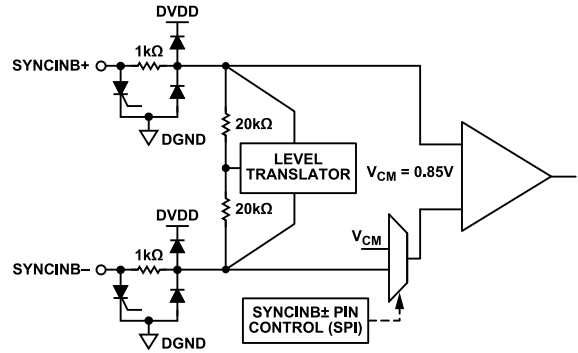 DVDD
1kΩ
SYNCINB+
DGND
20kΩ
LEVEL
TRANSLATOR
V_CM = 0.85V
20kΩ
DVDD
1kΩ
V_CM
SYNCINB–
DGND
SYNCINB± PIN
CONTROL (SPI)